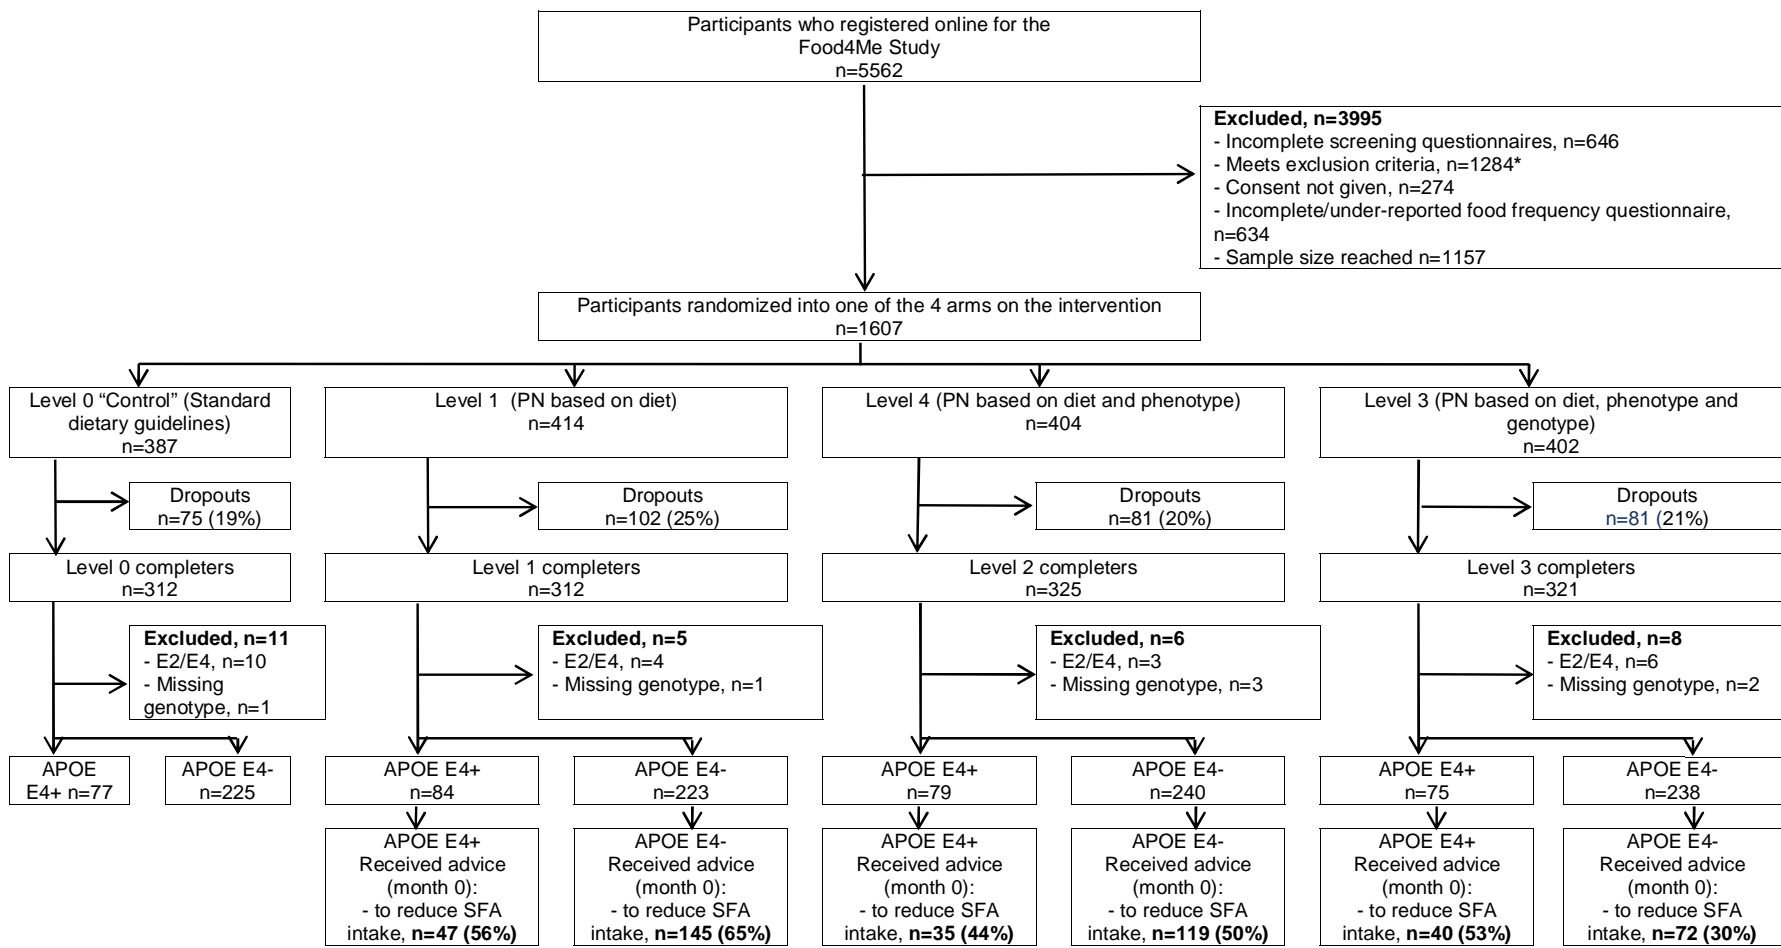 Participants who registered online for the
Food4Me Study
n=5562
Excluded, n=3995
- Incomplete screening questionnaires, n=646
- Meets exclusion criteria, n=1284*
- Consent not given, n=274
- Incomplete/under-reported food frequency questionnaire,
n=634
- Sample size reached n=1157
Participants randomized into one of the 4 arms on the intervention
n=1607
Level 0 “Control” (Standard
dietary guidelines)
n=387
Level 1 (PN based on diet)
n=414
Level 4 (PN based on diet and phenotype)
n=404
Level 3 (PN based on diet, phenotype and
genotype)
n=402
Dropouts
n=75 (19%)
Dropouts
n=102 (25%)
Dropouts
n=81 (20%)
Dropouts
n=81 (21%)
Level 0 completers
n=312
Level 1 completers
n=312
Level 2 completers
n=325
Level 3 completers
n=321
Excluded, n=11
- E2/E4, n=10
- Missing
genotype, n=1
Excluded, n=5
- E2/E4, n=4
- Missing genotype, n=1
Excluded, n=6
- E2/E4, n=3
- Missing genotype, n=3
Excluded, n=8
- E2/E4, n=6
- Missing genotype, n=2
APOE
E4+ n=77
APOE E4-
n=225
APOE E4+
n=84
APOE E4-
n=223
APOE E4+
n=79
APOE E4-
n=240
APOE E4+
n=75
APOE E4-
n=238
APOE E4+
Received advice
(month 0):
- to reduce SFA
intake, n=47 (56%)
APOE E4-
Received advice
(month 0):
- to reduce SFA
intake, n=145 (65%)
APOE E4+
Received advice
(month 0):
- to reduce SFA
intake, n=35 (44%)
APOE E4-
Received advice
(month 0):
- to reduce SFA
intake, n=119 (50%)
APOE E4+
Received advice
(month 0):
- to reduce SFA
intake, n=40 (53%)
APOE E4-
Received advice
(month 0):
- to reduce SFA
intake, n=72 (30%)